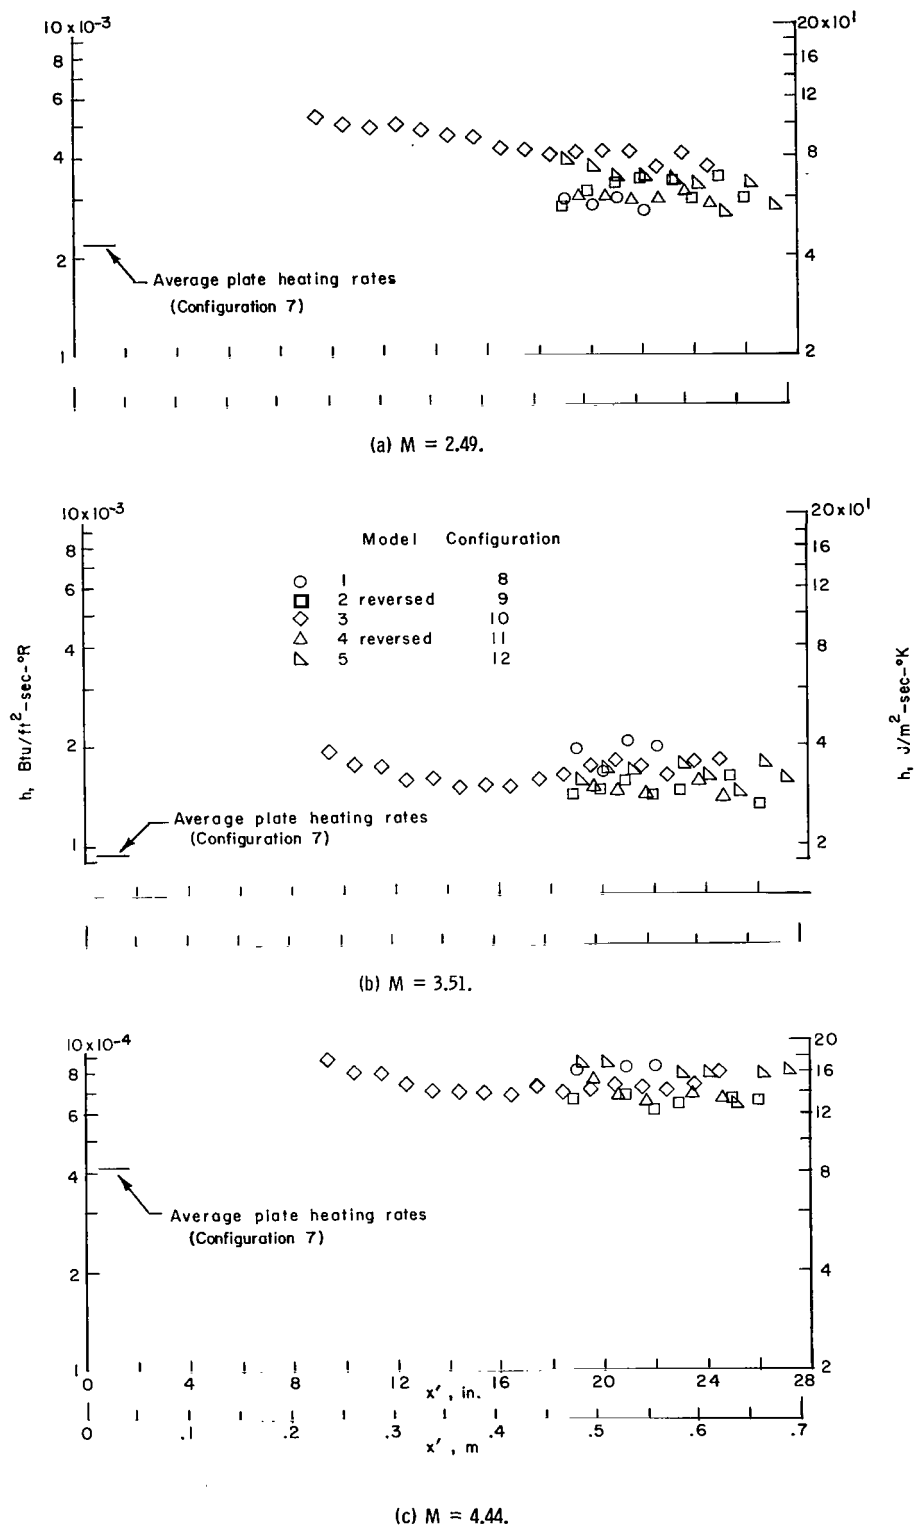 10x10-3
20x10¹
8
16
6
12
4
8
2
4
Average plate heating rates
(Configuration 7)
1
2
(a) M = 2.49.
10x10-3
20x10¹
Model Configuration
8
16
○ 1 8
6
12
□ 2 reversed 9
◇ 3 10
4
8
△ 4 reversed 11
5 12
h, Btu/ft²-sec-°R
h, J/m²-sec-°K
2
4
Average plate heating rates
(Configuration 7)
1
2
(b) M = 3.51.
10x10-4
20
8
16
6
12
4
8
Average plate heating rates
(Configuration 7)
2
4
1
2
0 4 8 12 16 20 24 28
x′, in.
0 .1 .2 .3 .4 .5 .6 .7
x′, m
(c) M = 4.44.